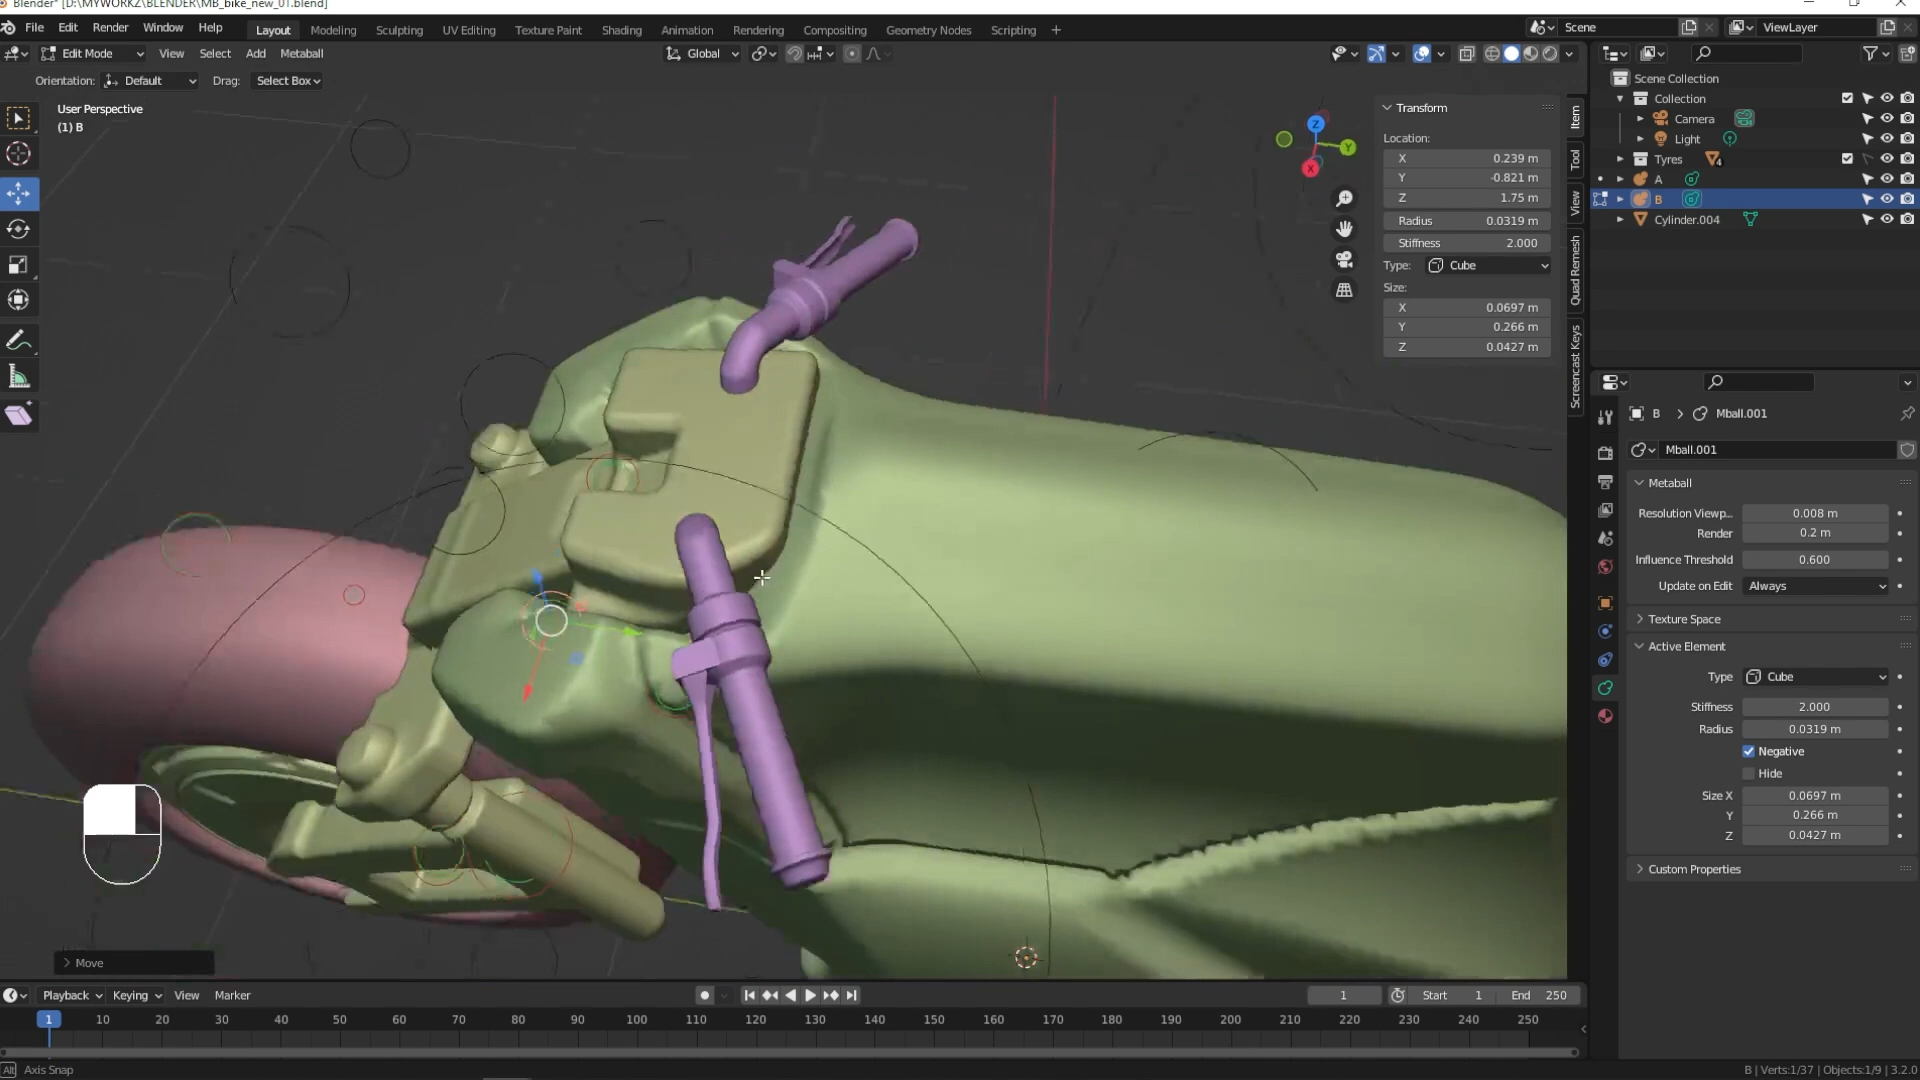 Blender* [D:\MYWORKZ\BLENDER\MB_bike_new_01.blend]
File Edit Render Window Help Layout Modeling Sculpting UV Editing Texture Paint Shading Animation Rendering Compositing Geometry Nodes Scripting + Scene ViewLayer
Edit Mode View Select Add Metaball Global
Orientation: Default Drag: Select Box
User Perspective
(1) B
Z
Y
X
Transform
Location:
X 0.239 m
Y -0.821 m
Z 1.75 m
Radius 0.0319 m
Stiffness 2.000
Type: Cube
Size:
X 0.0697 m
Y 0.266 m
Z 0.0427 m
Item
Tool
View
Quad Remesh
Screencast Keys
Scene Collection
Collection
Camera
Light
Tyres 4
A
B
Cylinder.004
B > Mball.001
Mball.001
Metaball
Resolution Viewp... 0.008 m
Render 0.2 m
Influence Threshold 0.600
Update on Edit Always
Texture Space
Active Element
Type Cube
Stiffness 2.000
Radius 0.0319 m
Negative
Hide
Size X 0.0697 m
Y 0.266 m
Z 0.0427 m
Custom Properties
> Move
Playback Keying View Marker 1 Start 1 End 250
1 10 20 30 40 50 60 70 80 90 100 110 120 130 140 150 160 170 180 190 200 210 220 230 240 250
Alt Axis Snap
B | Verts:1/37 | Objects:1/9 | 3.2.0